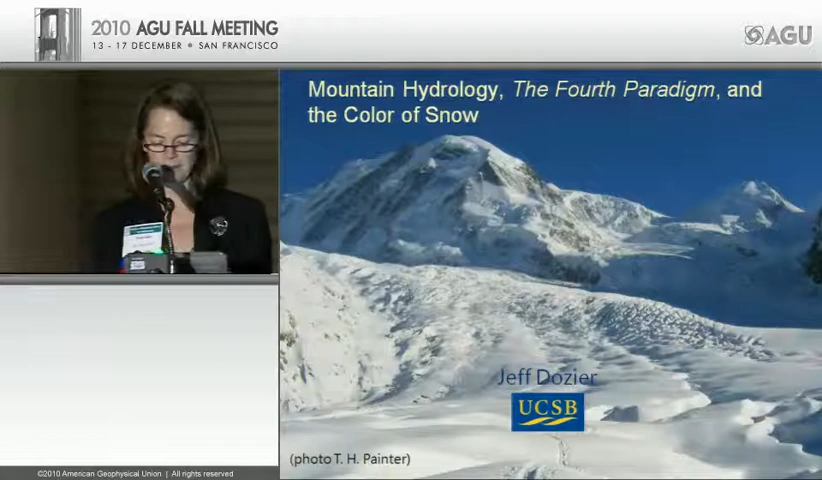 2010 AGU FALL MEETING
13 - 17 DECEMBER • SAN FRANCISCO
AGU
Mountain Hydrology, The Fourth Paradigm, and
the Color of Snow
Jeff Dozier
UCSB
(photo T. H. Painter)
©2010 American Geophysical Union | All rights reserved